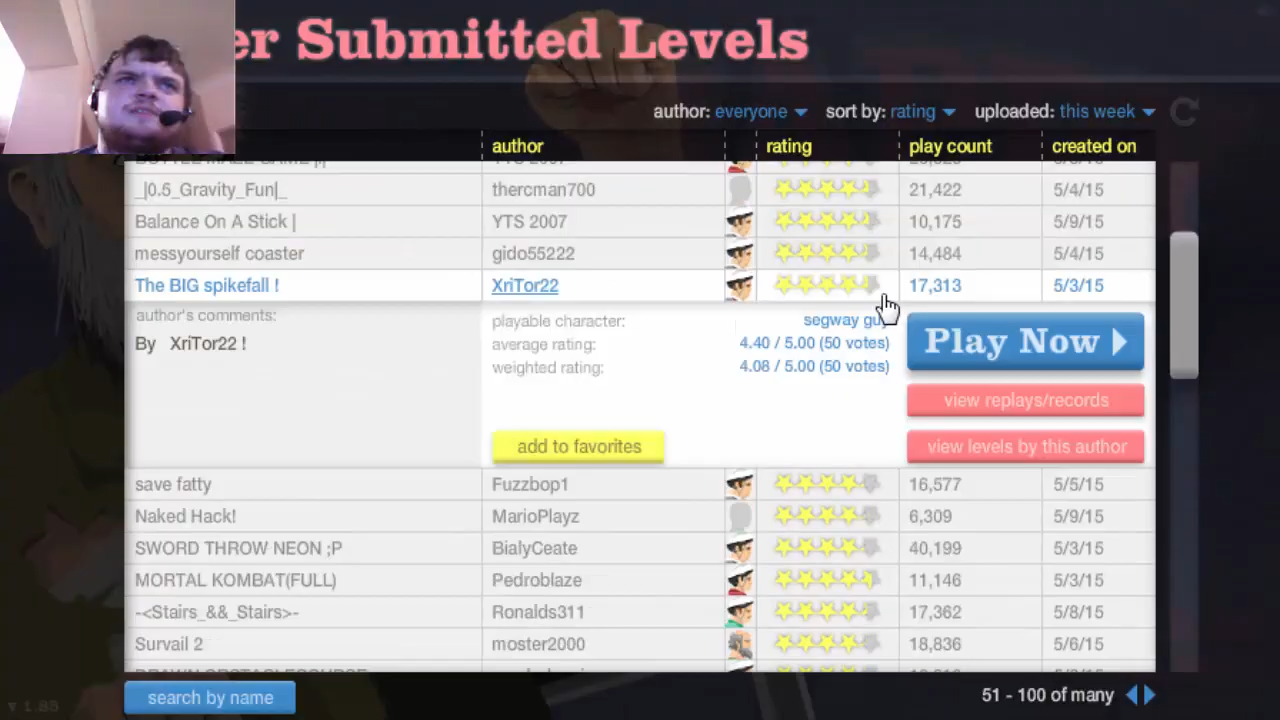 er Submitted Levels
author: everyone sort by: rating uploaded: this week
author rating play count created on
_|0.5_Gravity_Fun|_ thercman700 21,422 5/4/15
Balance On A Stick | YTS 2007 10,175 5/9/15
messyourself coaster gido55222 14,484 5/4/15
The BIG spikefall ! XriTor22 17,313 5/3/15
author's comments:
By XriTor22 !
playable character: segway guy
average rating: 4.40 / 5.00 (50 votes)
weighted rating: 4.08 / 5.00 (50 votes)
add to favorites
Play Now
view replays/records
view levels by this author
save fatty Fuzzbop1 16,577 5/5/15
Naked Hack! MarioPlayz 6,309 5/9/15
SWORD THROW NEON ;P BialyCeate 40,199 5/3/15
MORTAL KOMBAT(FULL) Pedroblaze 11,146 5/3/15
-<Stairs_&&_Stairs>- Ronalds311 17,362 5/8/15
Survail 2 moster2000 18,836 5/6/15
search by name
51 - 100 of many
1.85